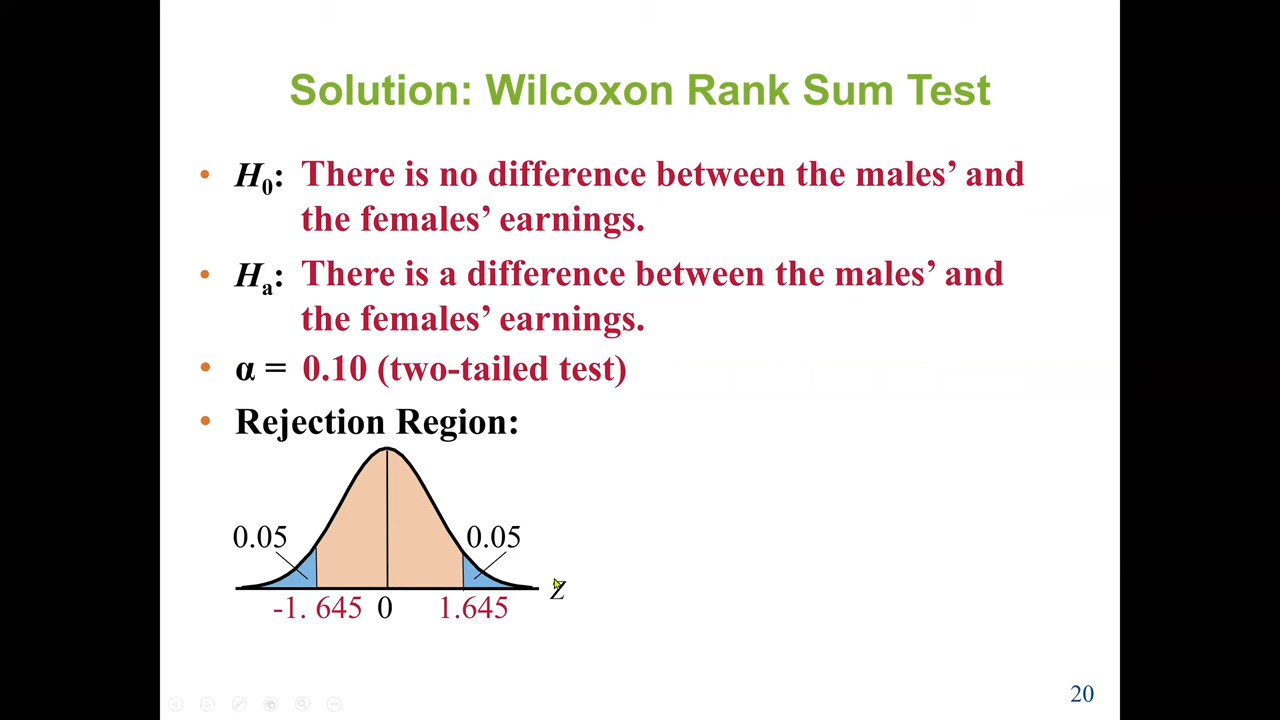 Solution: Wilcoxon Rank Sum Test
• H0: There is no difference between the males’ and
the females’ earnings.
• Ha: There is a difference between the males’ and
the females’ earnings.
• α = 0.10 (two-tailed test)
• Rejection Region:
0.05 0.05
z
-1. 645 0 1.645
20